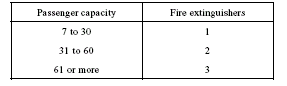 Passenger capacity Fire extinguishers
7 to 30 1
31 to 60 2
61 or more 3